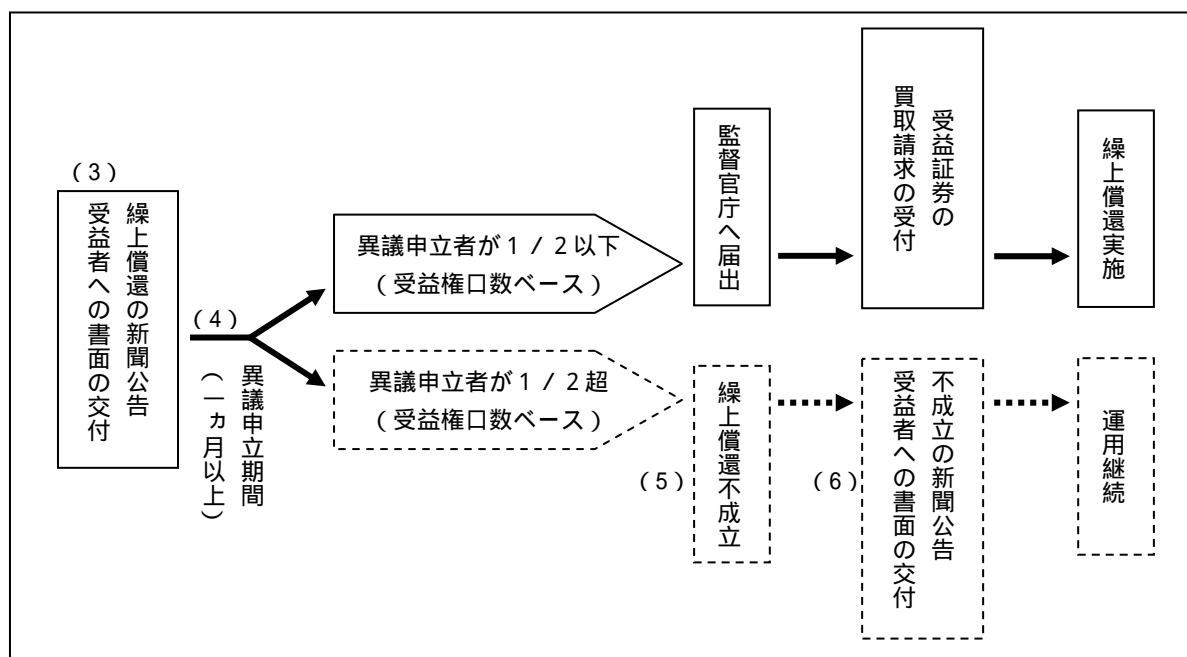 (3)
繰上償還の新聞公告
受益者への書面の交付
(4)
異議申立期間
(一ヵ月以上)
異議申立者が1/2以下
(受益権口数ベース)
監督官庁へ届出
受益証券の
買取請求の受付
繰上償還実施
異議申立者が1/2超
(受益権口数ベース)
(5)
繰上償還不成立
(6)
不成立の新聞公告
受益者への書面の交付
運用継続